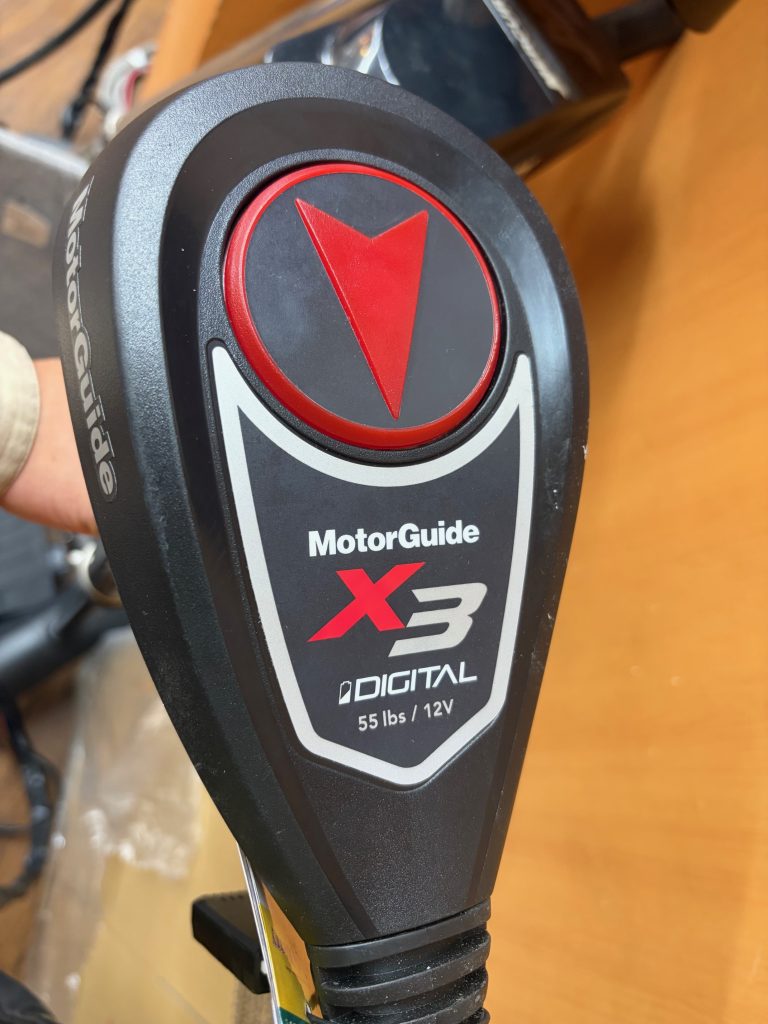 MotorGuide
MotorGuide
X3
DIGITAL
55 lbs / 12V